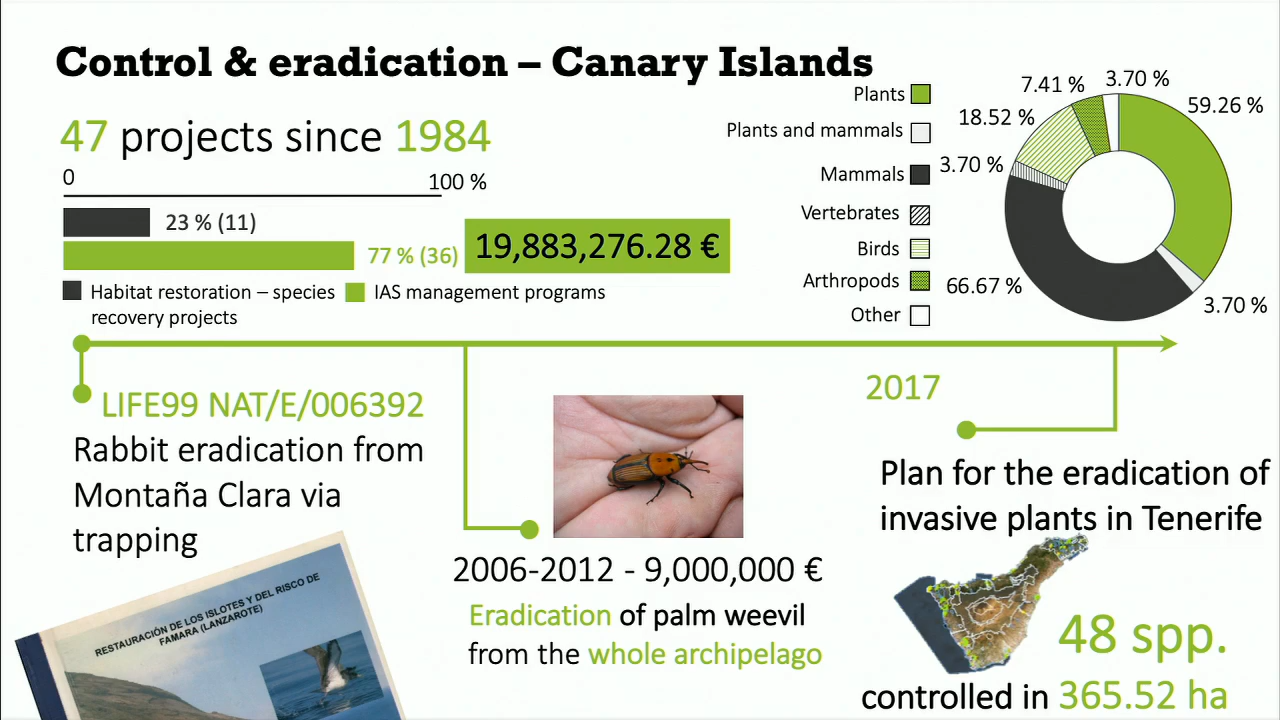 Control & eradication – Canary Islands
47 projects since 1984
0
100 %
23 % (11)
77 % (36)
19,883,276.28 €
Habitat restoration – species
recovery projects
IAS management programs
Plants
Plants and mammals
Mammals
Vertebrates
Birds
Arthropods
Other
7.41 %
3.70 %
59.26 %
18.52 %
3.70 %
66.67 %
3.70 %
LIFE99 NAT/E/006392
Rabbit eradication from
Montaña Clara via
trapping
RESTAURACIÓN DE LOS ISLOTES Y DEL RISCO DE
FAMARA (LANZAROTE)
2006-2012 - 9,000,000 €
Eradication of palm weevil
from the whole archipelago
2017
Plan for the eradication of
invasive plants in Tenerife
48 spp.
controlled in 365.52 ha